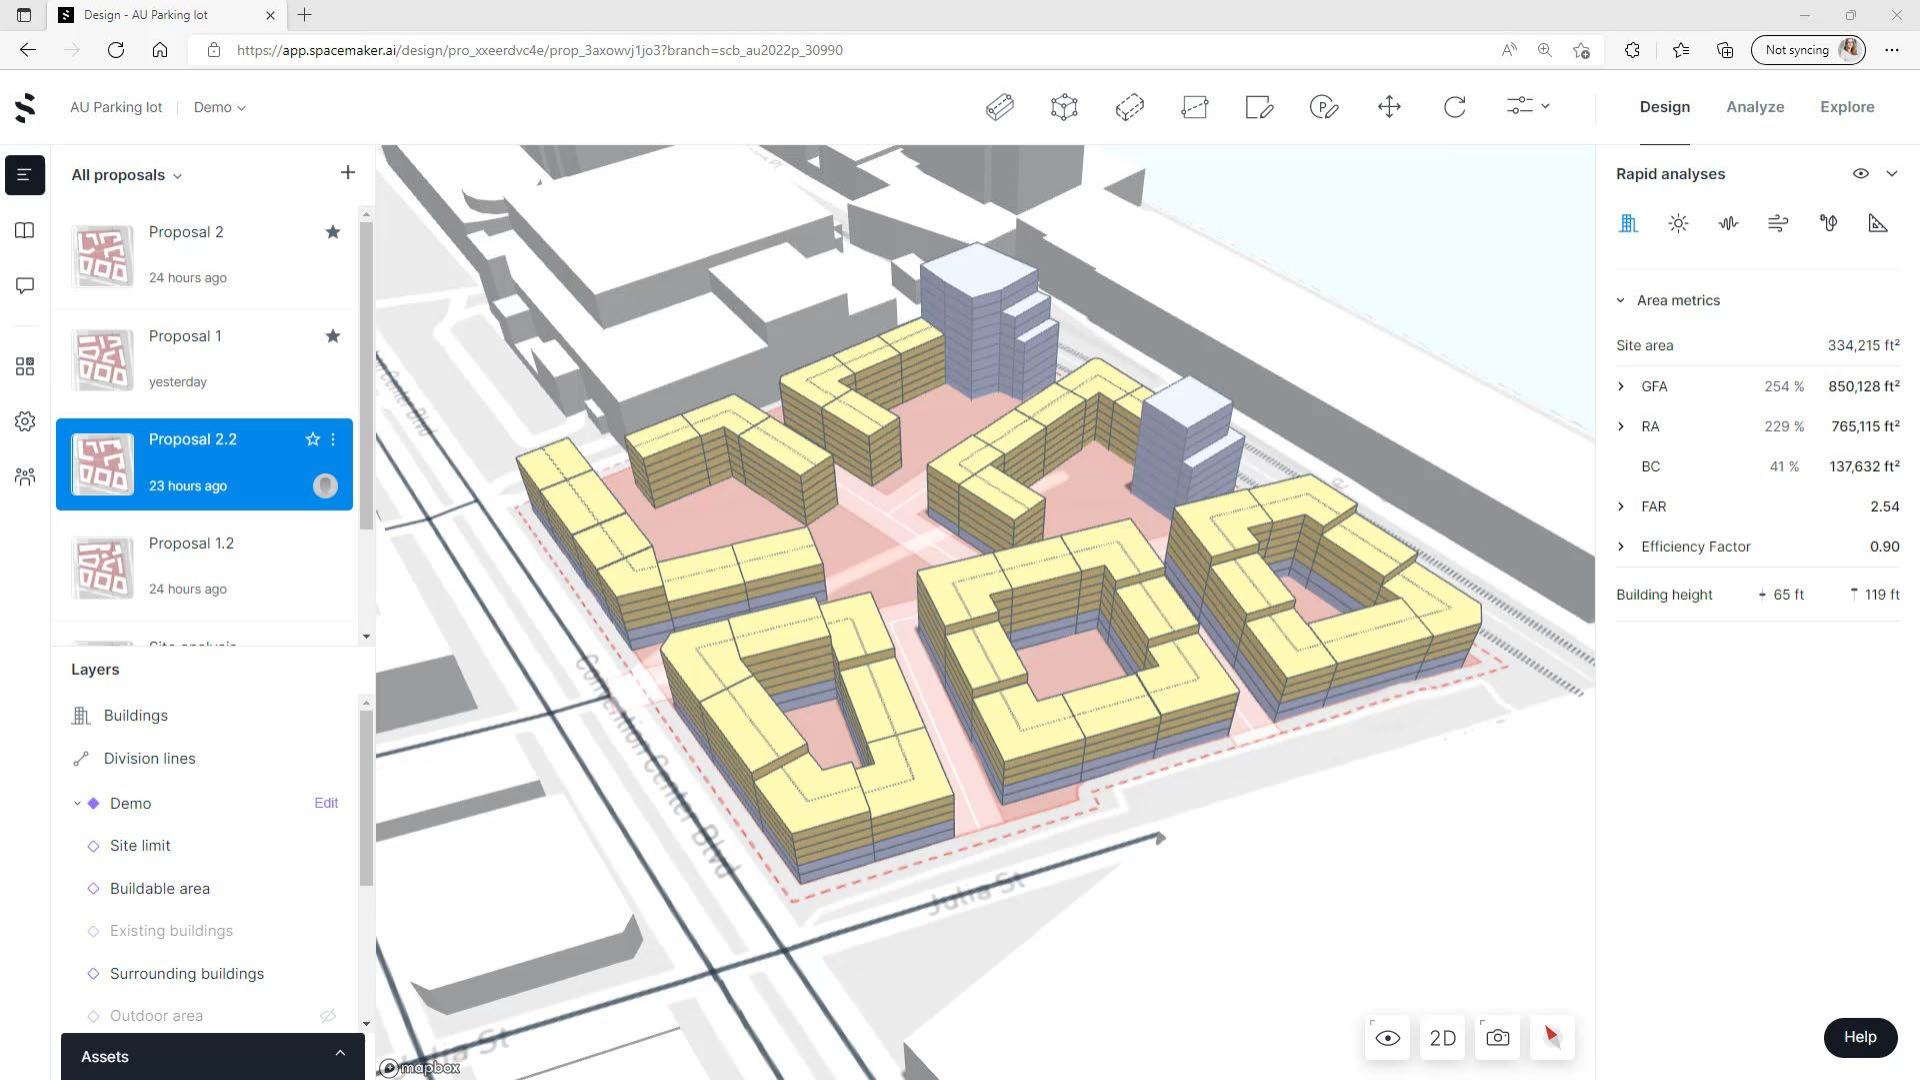 Design - AU Parking lot
https://app.spacemaker.ai/design/pro_xxeerdvc4e/prop_3axowvj1jo3?branch=scb_au2022p_30990
Not syncing
AU Parking lot
Demo
Design
Analyze
Explore
All proposals
Proposal 2
24 hours ago
Proposal 1
yesterday
Proposal 2.2
23 hours ago
Proposal 1.2
24 hours ago
Layers
Buildings
Division lines
Demo
Edit
Site limit
Buildable area
Existing buildings
Surrounding buildings
Outdoor area
Assets
Convention Center Blvd
Julia St
mapbox
2D
Rapid analyses
Area metrics
Site area 334,215 ft²
GFA 254 % 850,128 ft²
RA 229 % 765,115 ft²
BC 41 % 137,632 ft²
FAR 2.54
Efficiency Factor 0.90
Building height 65 ft 119 ft
Help